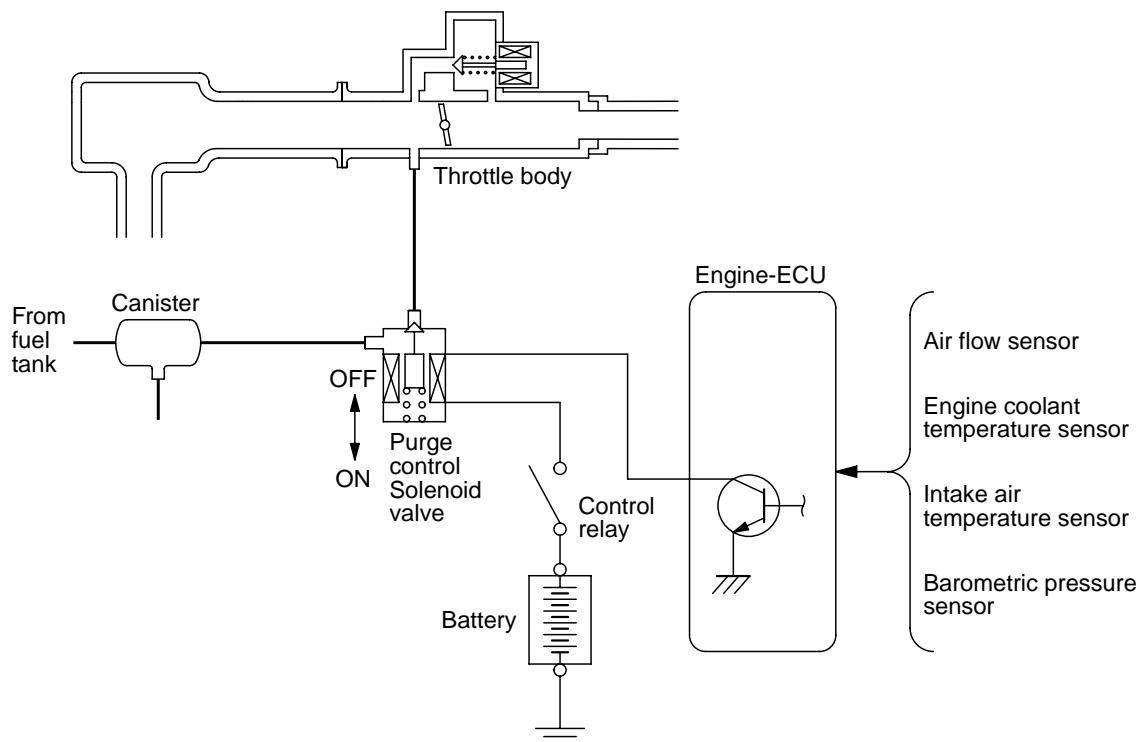 Throttle body
Engine-ECU
Canister
From
fuel
tank
OFF
ON
Purge
control
Solenoid
valve
Control
relay
Battery
Air flow sensor
Engine coolant
temperature sensor
Intake air
temperature sensor
Barometric pressure
sensor